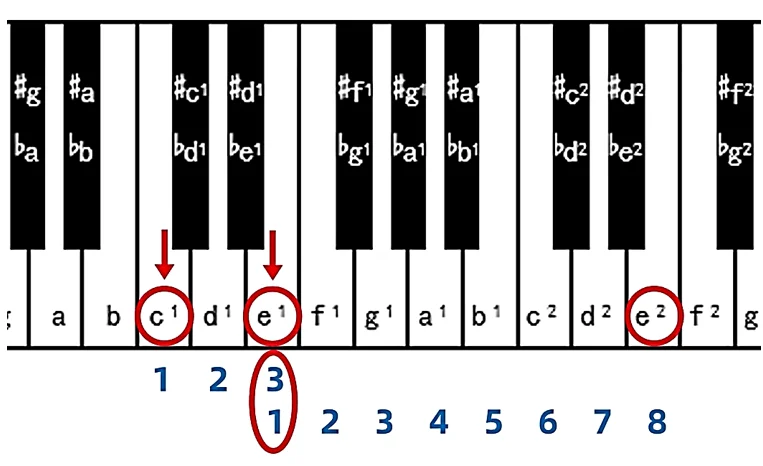 #g #a #c¹ #d¹ #f¹ #g¹ #a¹ #c² #d² #f²
♭a ♭b ♭d¹ ♭e¹ ♭g¹ ♭a¹ ♭b¹ ♭d² ♭e² ♭g²
a b c¹ d¹ e¹ f¹ g¹ a¹ b¹ c² d² e² f² g
1 2 3
1 2 3 4 5 6 7 8